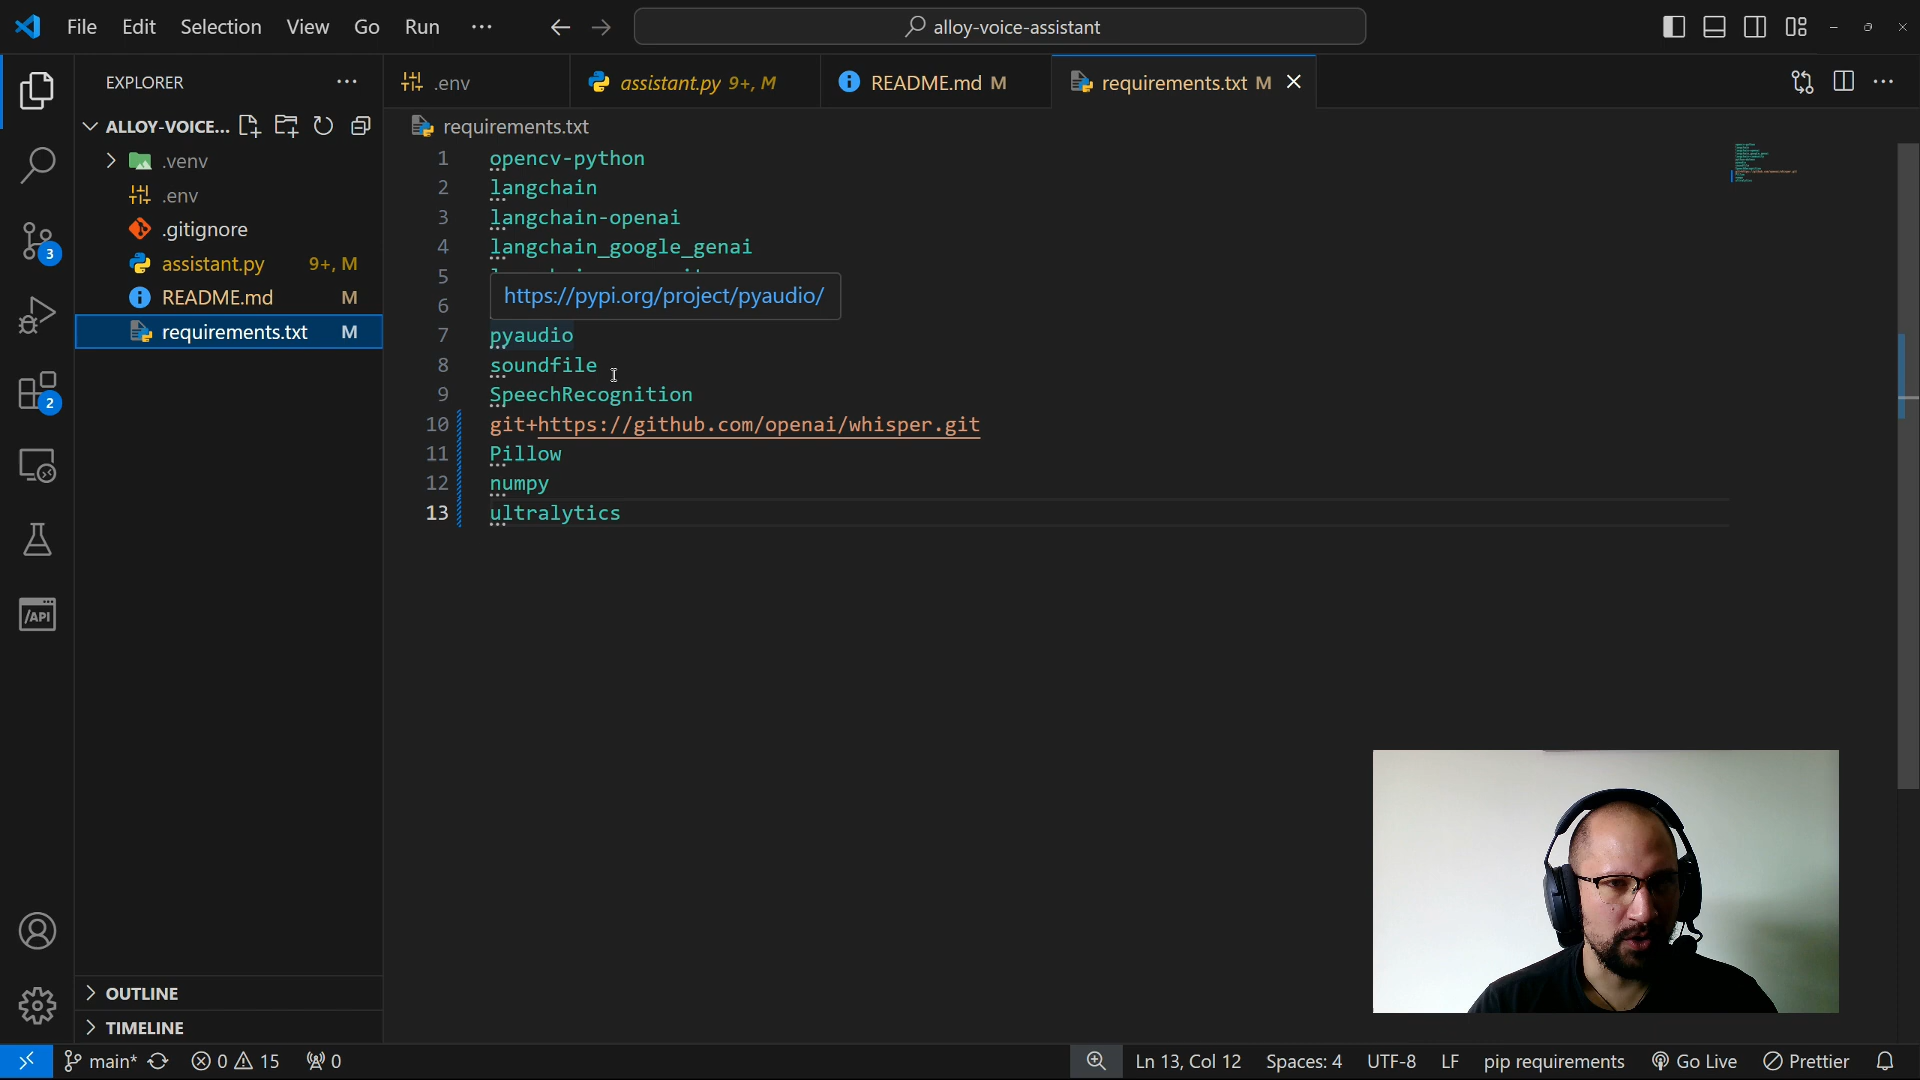 File Edit Selection View Go Run
alloy-voice-assistant
EXPLORER
ALLOY-VOICE...
.venv
.env
.gitignore
assistant.py 9+, M
README.md M
requirements.txt M
3
2
/API
OUTLINE
TIMELINE
.env
assistant.py 9+, M
README.md M
requirements.txt M
requirements.txt
1 opencv-python
2 langchain
3 langchain-openai
4 langchain_google_genai
5
6
https://pypi.org/project/pyaudio/
7 pyaudio
8 soundfile
9 SpeechRecognition
10 git+https://github.com/openai/whisper.git
11 Pillow
12 numpy
13 ultralytics
main* 0 15 0
Ln 13, Col 12 Spaces: 4 UTF-8 LF pip requirements Go Live Prettier